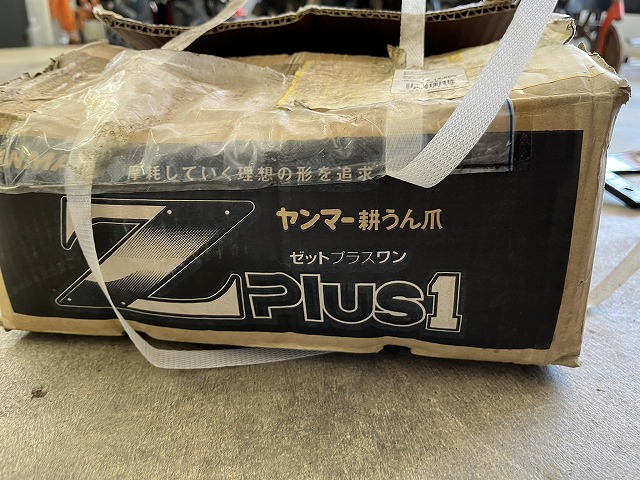 摩耗していく理想の形を追求
ヤンマー耕うん爪
ゼットプラスワン
Z Plus1